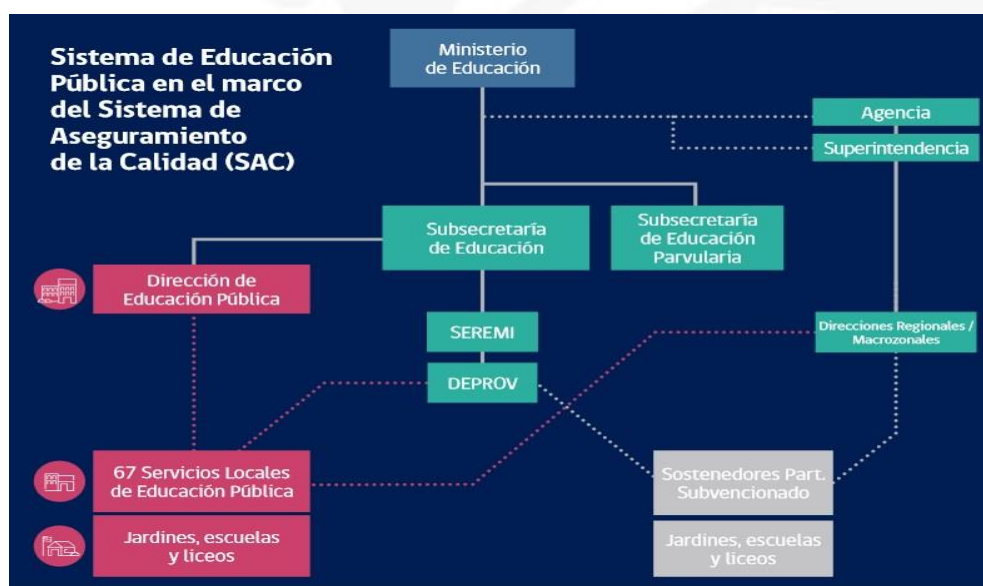 Sistema de Educación
Pública en el marco
del Sistema de
Aseguramiento
de la Calidad (SAC)
Ministerio
de Educación
Agencia
Superintendencia
Subsecretaría
de Educación
Subsecretaría
de Educación
Parvularia
Dirección de
Educación Pública
SEREMI
Direcciones Regionales /
Macrozonales
DEPROV
67 Servicios Locales
de Educación Pública
Sostenedores Part.
Subvencionado
Jardines, escuelas
y liceos
Jardines, escuelas
y liceos